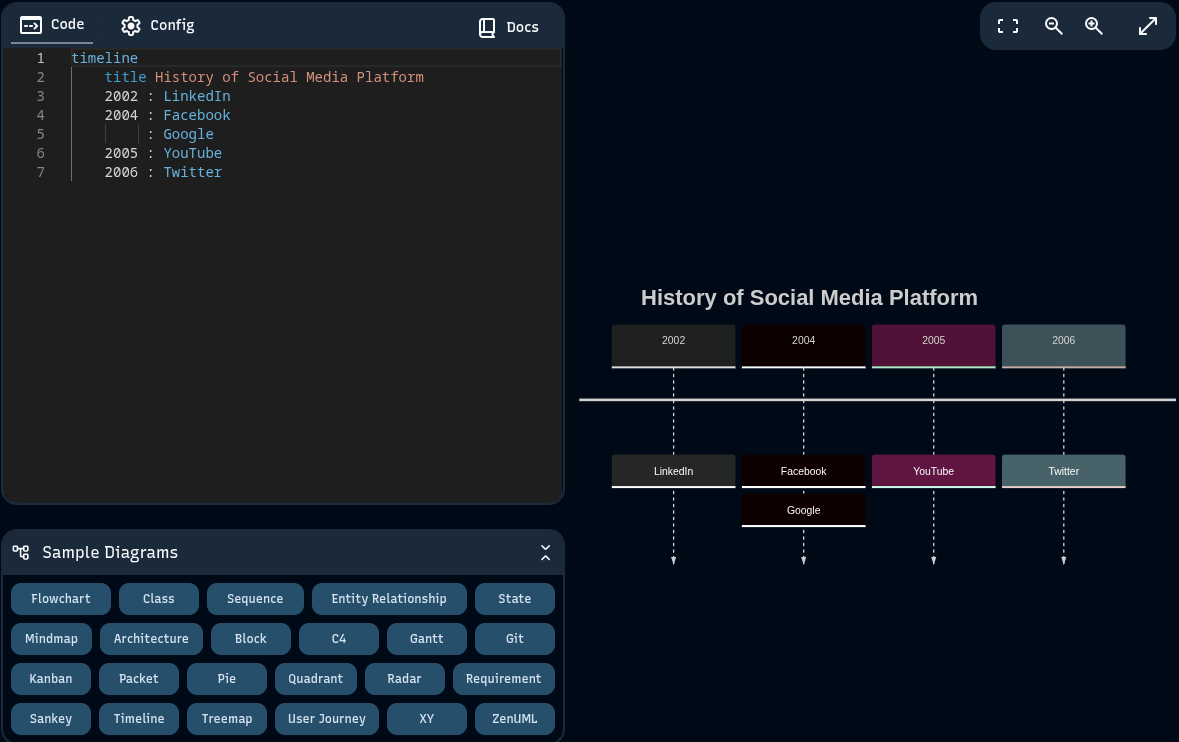 Code Config Docs
1 timeline
2 title History of Social Media Platform
3 2002 : LinkedIn
4 2004 : Facebook
5 : Google
6 2005 : YouTube
7 2006 : Twitter
Sample Diagrams
Flowchart Class Sequence Entity Relationship State
Mindmap Architecture Block C4 Gantt Git
Kanban Packet Pie Quadrant Radar Requirement
Sankey Timeline Treemap User Journey XY ZenUML
History of Social Media Platform
2002 2004 2005 2006
LinkedIn Facebook YouTube Twitter
Google